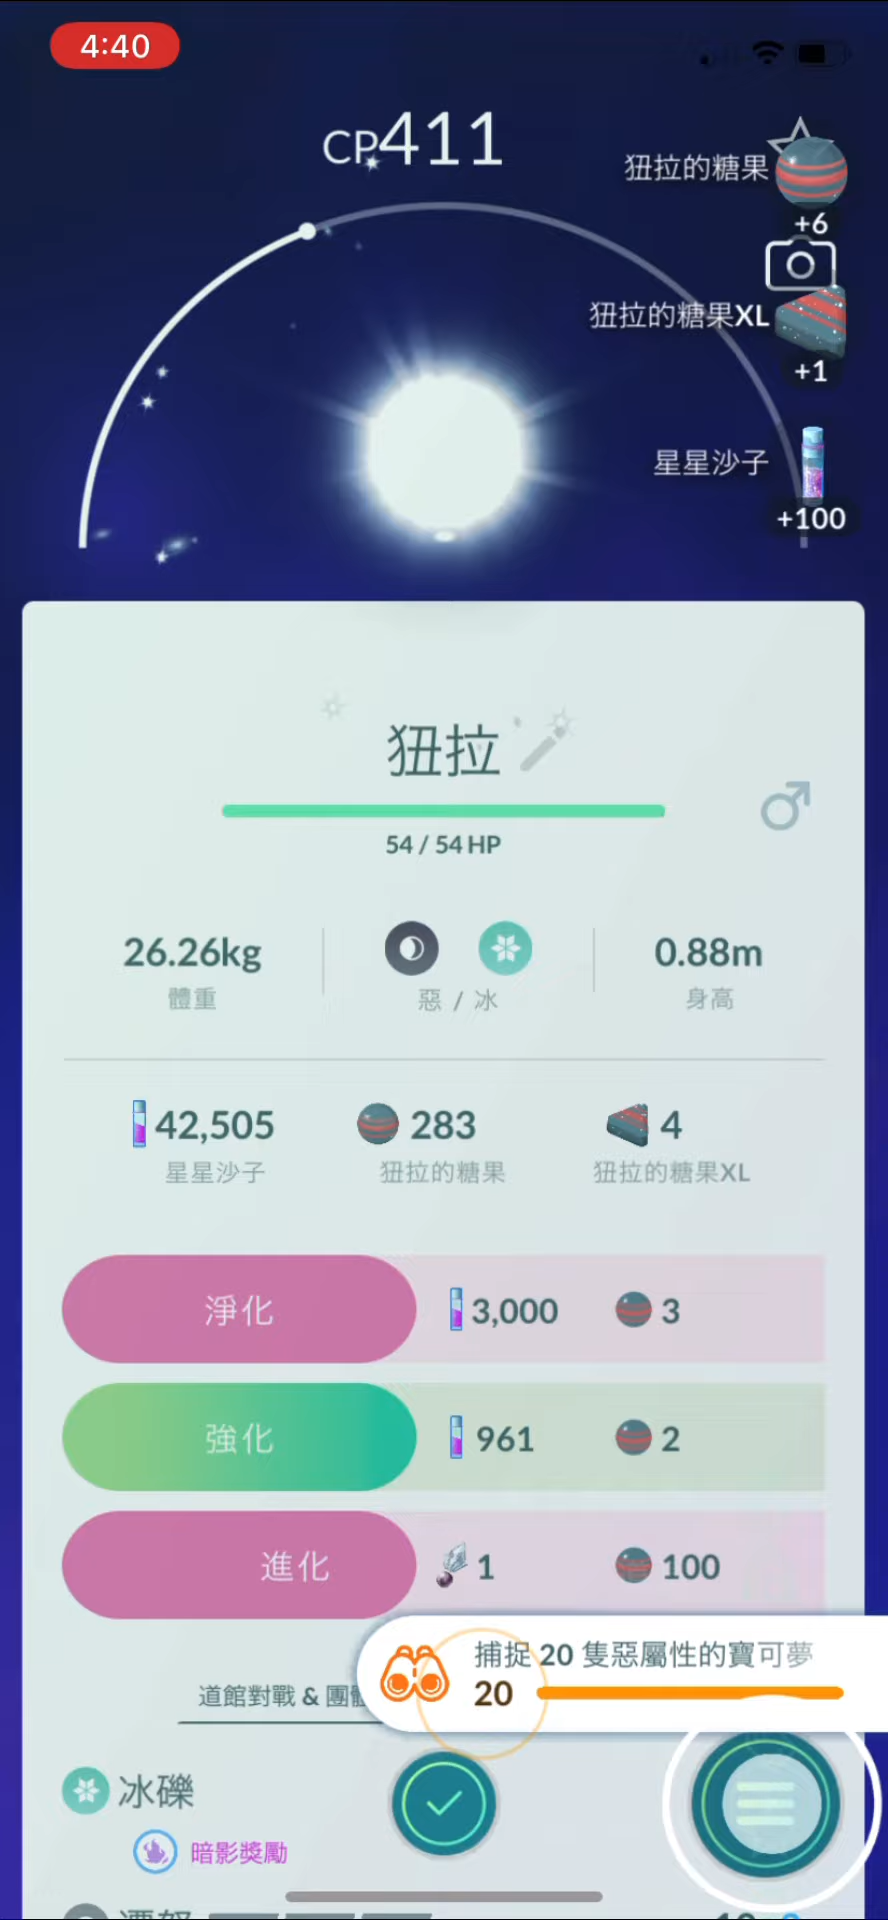 4:40
CP411
狃拉的糖果
+6
狃拉的糖果XL
+1
星星沙子
+100
狃拉
54 / 54 HP
26.26kg
體重
惡 / 冰
0.88m
身高
42,505
星星沙子
283
狃拉的糖果
4
狃拉的糖果XL
淨化 3,000 3
強化 961 2
進化 1 100
捕捉 20 隻惡屬性的寶可夢
20
道館對戰 & 團體
冰礫
暗影獎勵